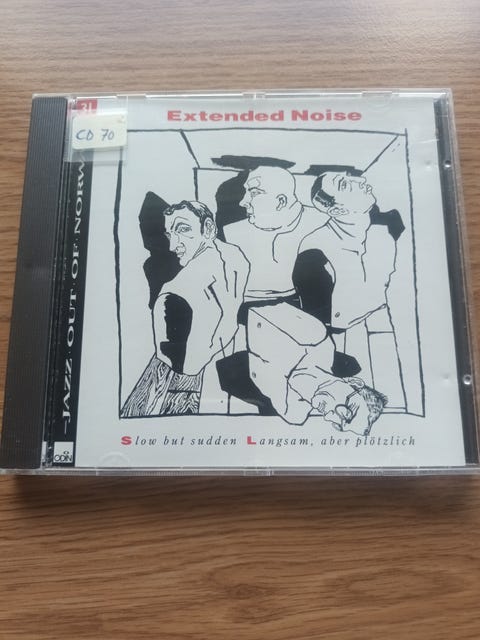 Extended Noise
CD 70
JAZZ · OUT · OF · NORW
ODIN
Slow but sudden Langsam, aber plötzlich